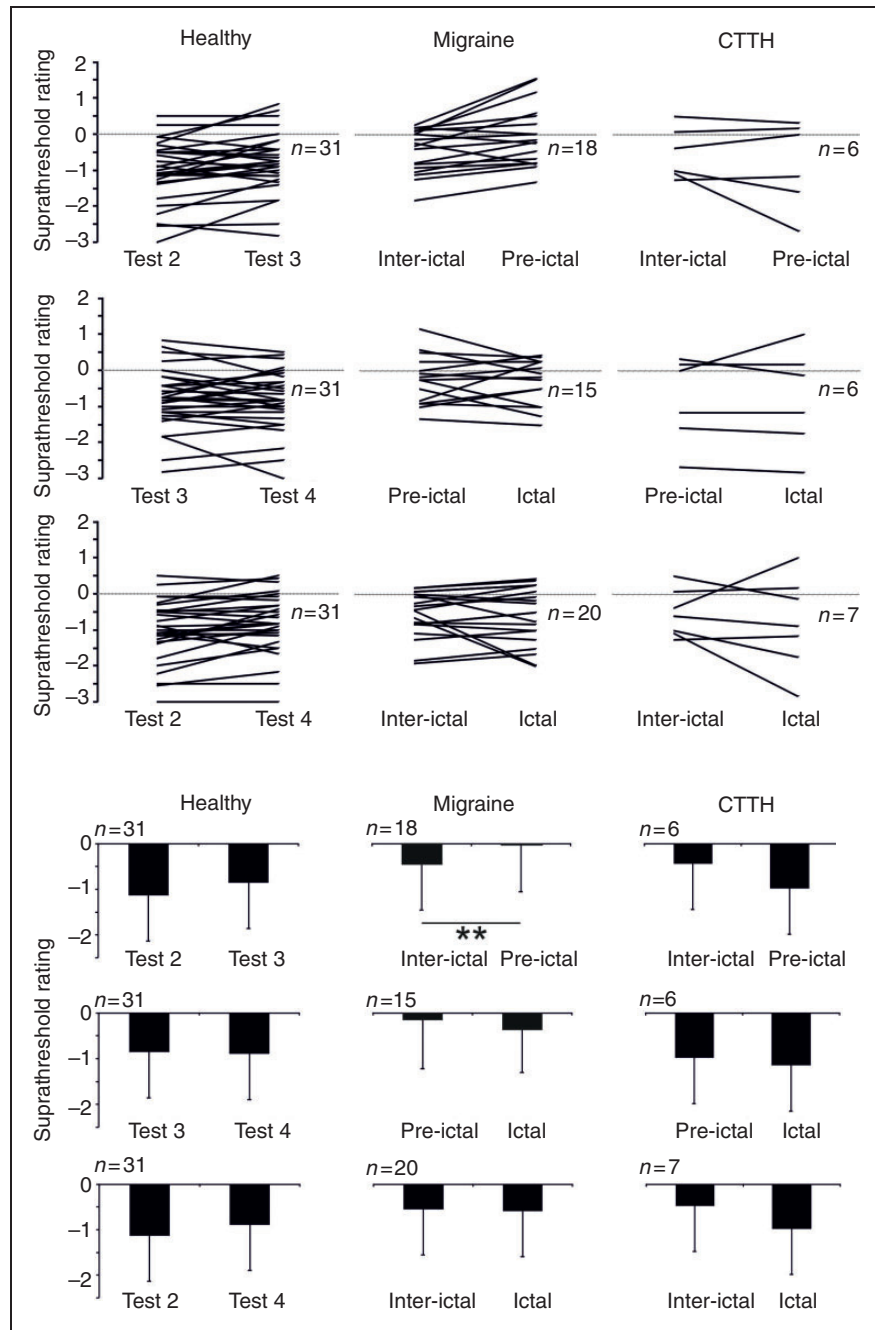 Healthy Migraine CTTH
Suprathreshold rating
2
1
0
–1
–2
–3
n=31 n=18 n=6
Test 2 Test 3 Inter-ictal Pre-ictal Inter-ictal Pre-ictal
Suprathreshold rating
2
1
0
–1
–2
–3
n=31 n=15 n=6
Test 3 Test 4 Pre-ictal Ictal Pre-ictal Ictal
Suprathreshold rating
2
1
0
–1
–2
–3
n=31 n=20 n=7
Test 2 Test 4 Inter-ictal Ictal Inter-ictal Ictal
Healthy Migraine CTTH
Suprathreshold rating
n=31 n=18 n=6
0
–1
–2
**
Test 2 Test 3 Inter-ictal Pre-ictal Inter-ictal Pre-ictal
n=31 n=15 n=6
0
–1
–2
Test 3 Test 4 Pre-ictal Ictal Pre-ictal Ictal
n=31 n=20 n=7
0
–1
–2
Test 2 Test 4 Inter-ictal Ictal Inter-ictal Ictal